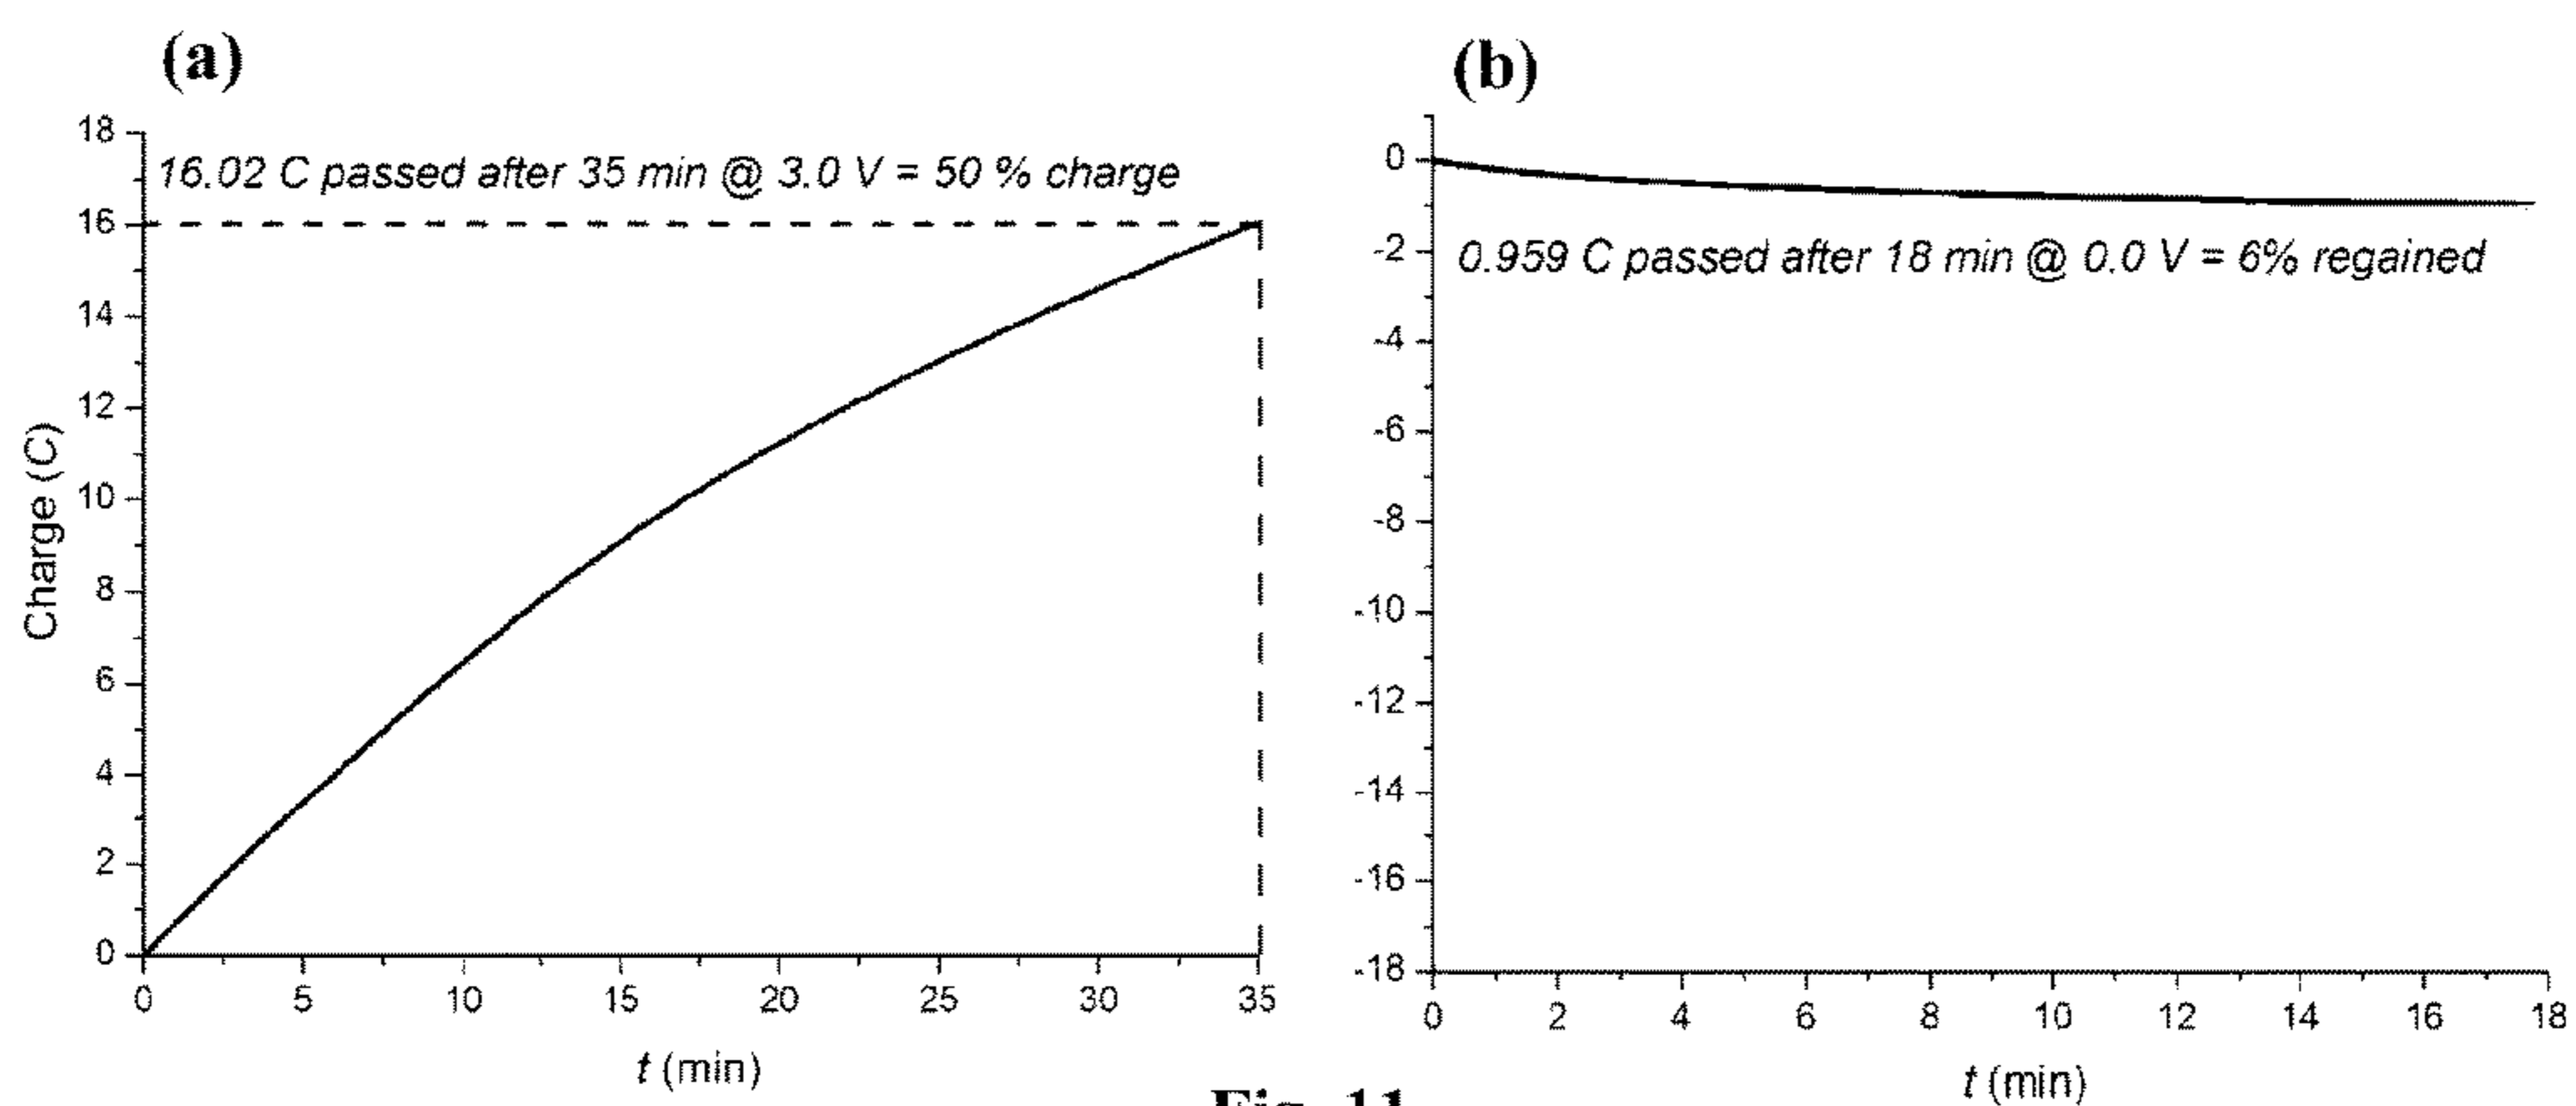 (a)
18
16.02 C passed after 35 min @ 3.0 V = 50 % charge
16
14
12
10
8
6
4
2
0
Charge (C)
0 5 10 15 20 25 30 35
t (min)
(b)
0
0.959 C passed after 18 min @ 0.0 V = 6% regained
-2
-4
-6
-8
-10
-12
-14
-16
-18
0 2 4 6 8 10 12 14 16 18
t (min)
Fig. 11